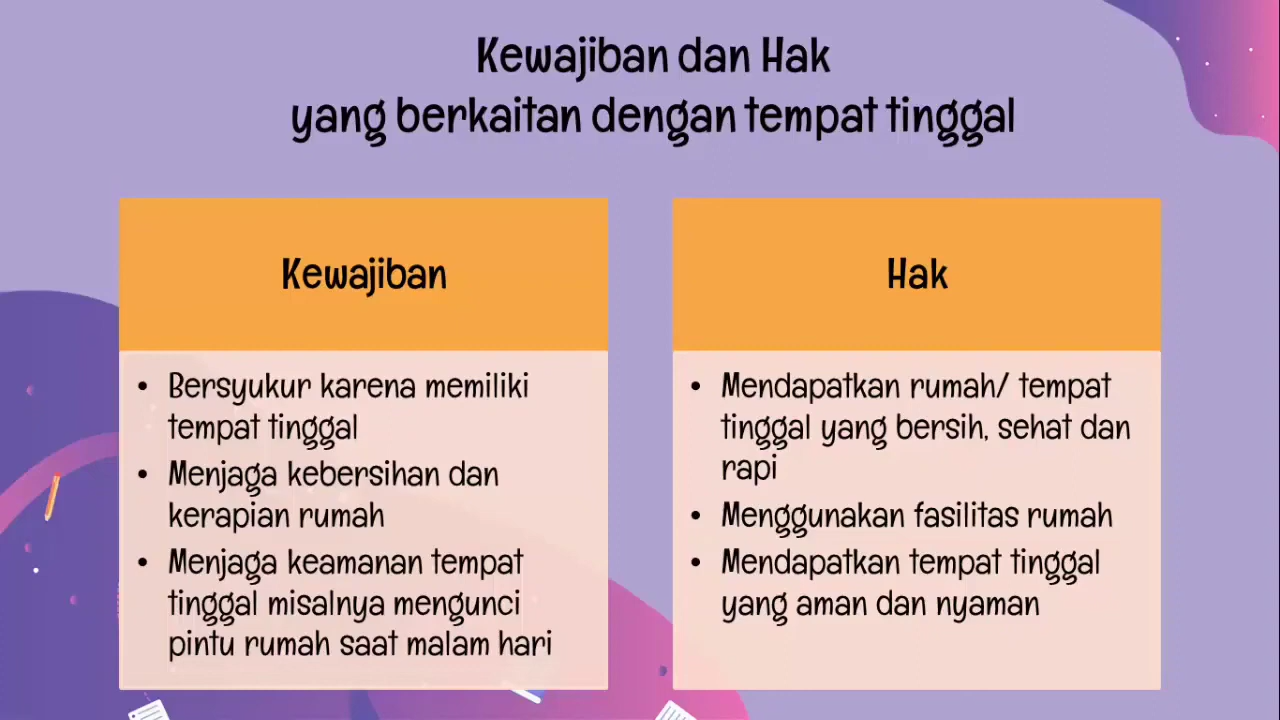 Kewajiban dan Hak
yang berkaitan dengan tempat tinggal
Kewajiban
• Bersyukur karena memiliki
tempat tinggal
• Menjaga kebersihan dan
kerapian rumah
• Menjaga keamanan tempat
tinggal misalnya mengunci
pintu rumah saat malam hari
Hak
• Mendapatkan rumah/ tempat
tinggal yang bersih, sehat dan
rapi
• Menggunakan fasilitas rumah
• Mendapatkan tempat tinggal
yang aman dan nyaman